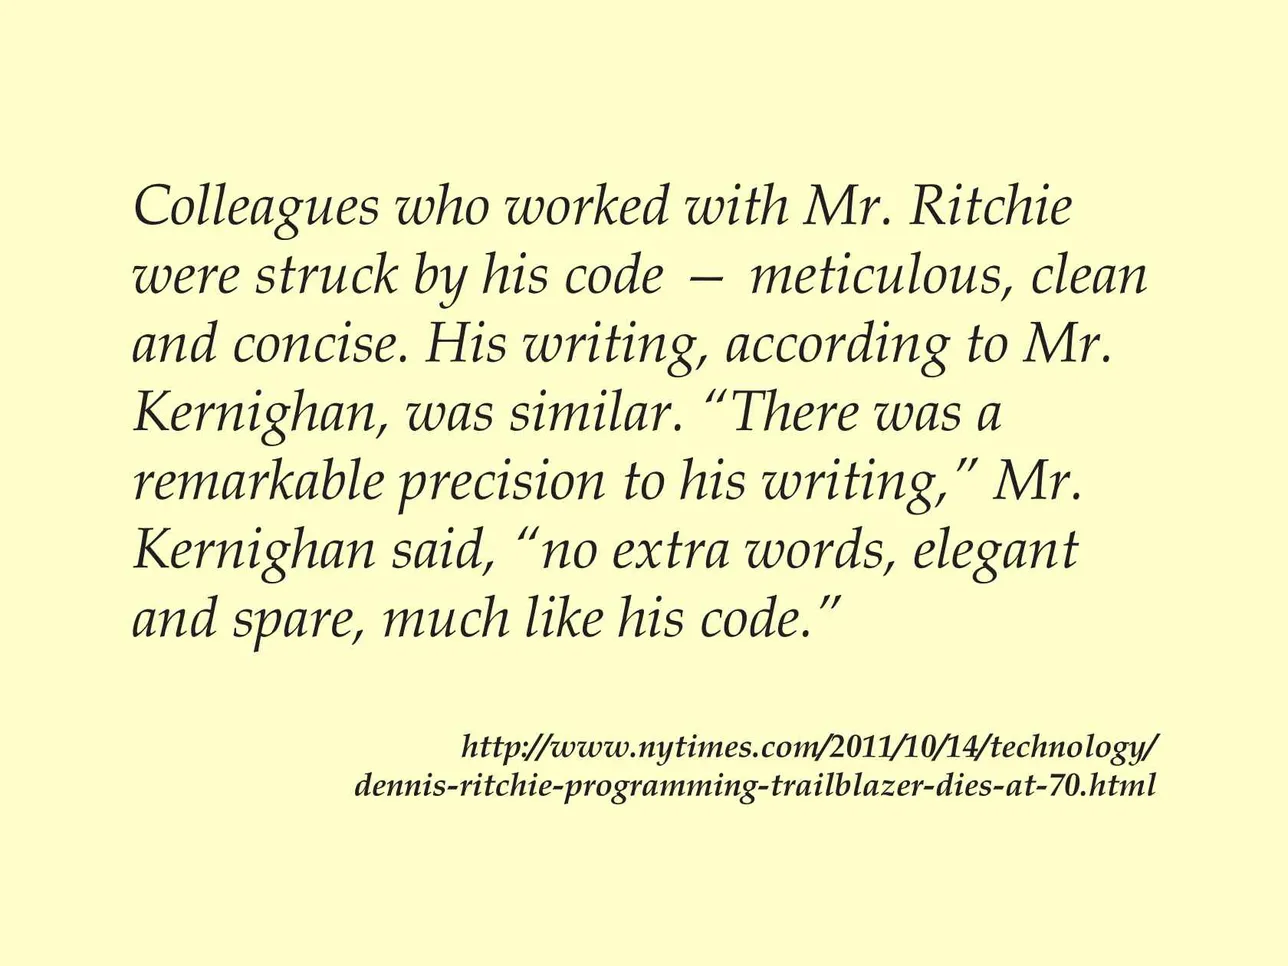 Colleagues who worked with Mr. Ritchie
were struck by his code — meticulous, clean
and concise. His writing, according to Mr.
Kernighan, was similar. “There was a
remarkable precision to his writing,” Mr.
Kernighan said, “no extra words, elegant
and spare, much like his code.”
http://www.nytimes.com/2011/10/14/technology/
dennis-ritchie-programming-trailblazer-dies-at-70.html